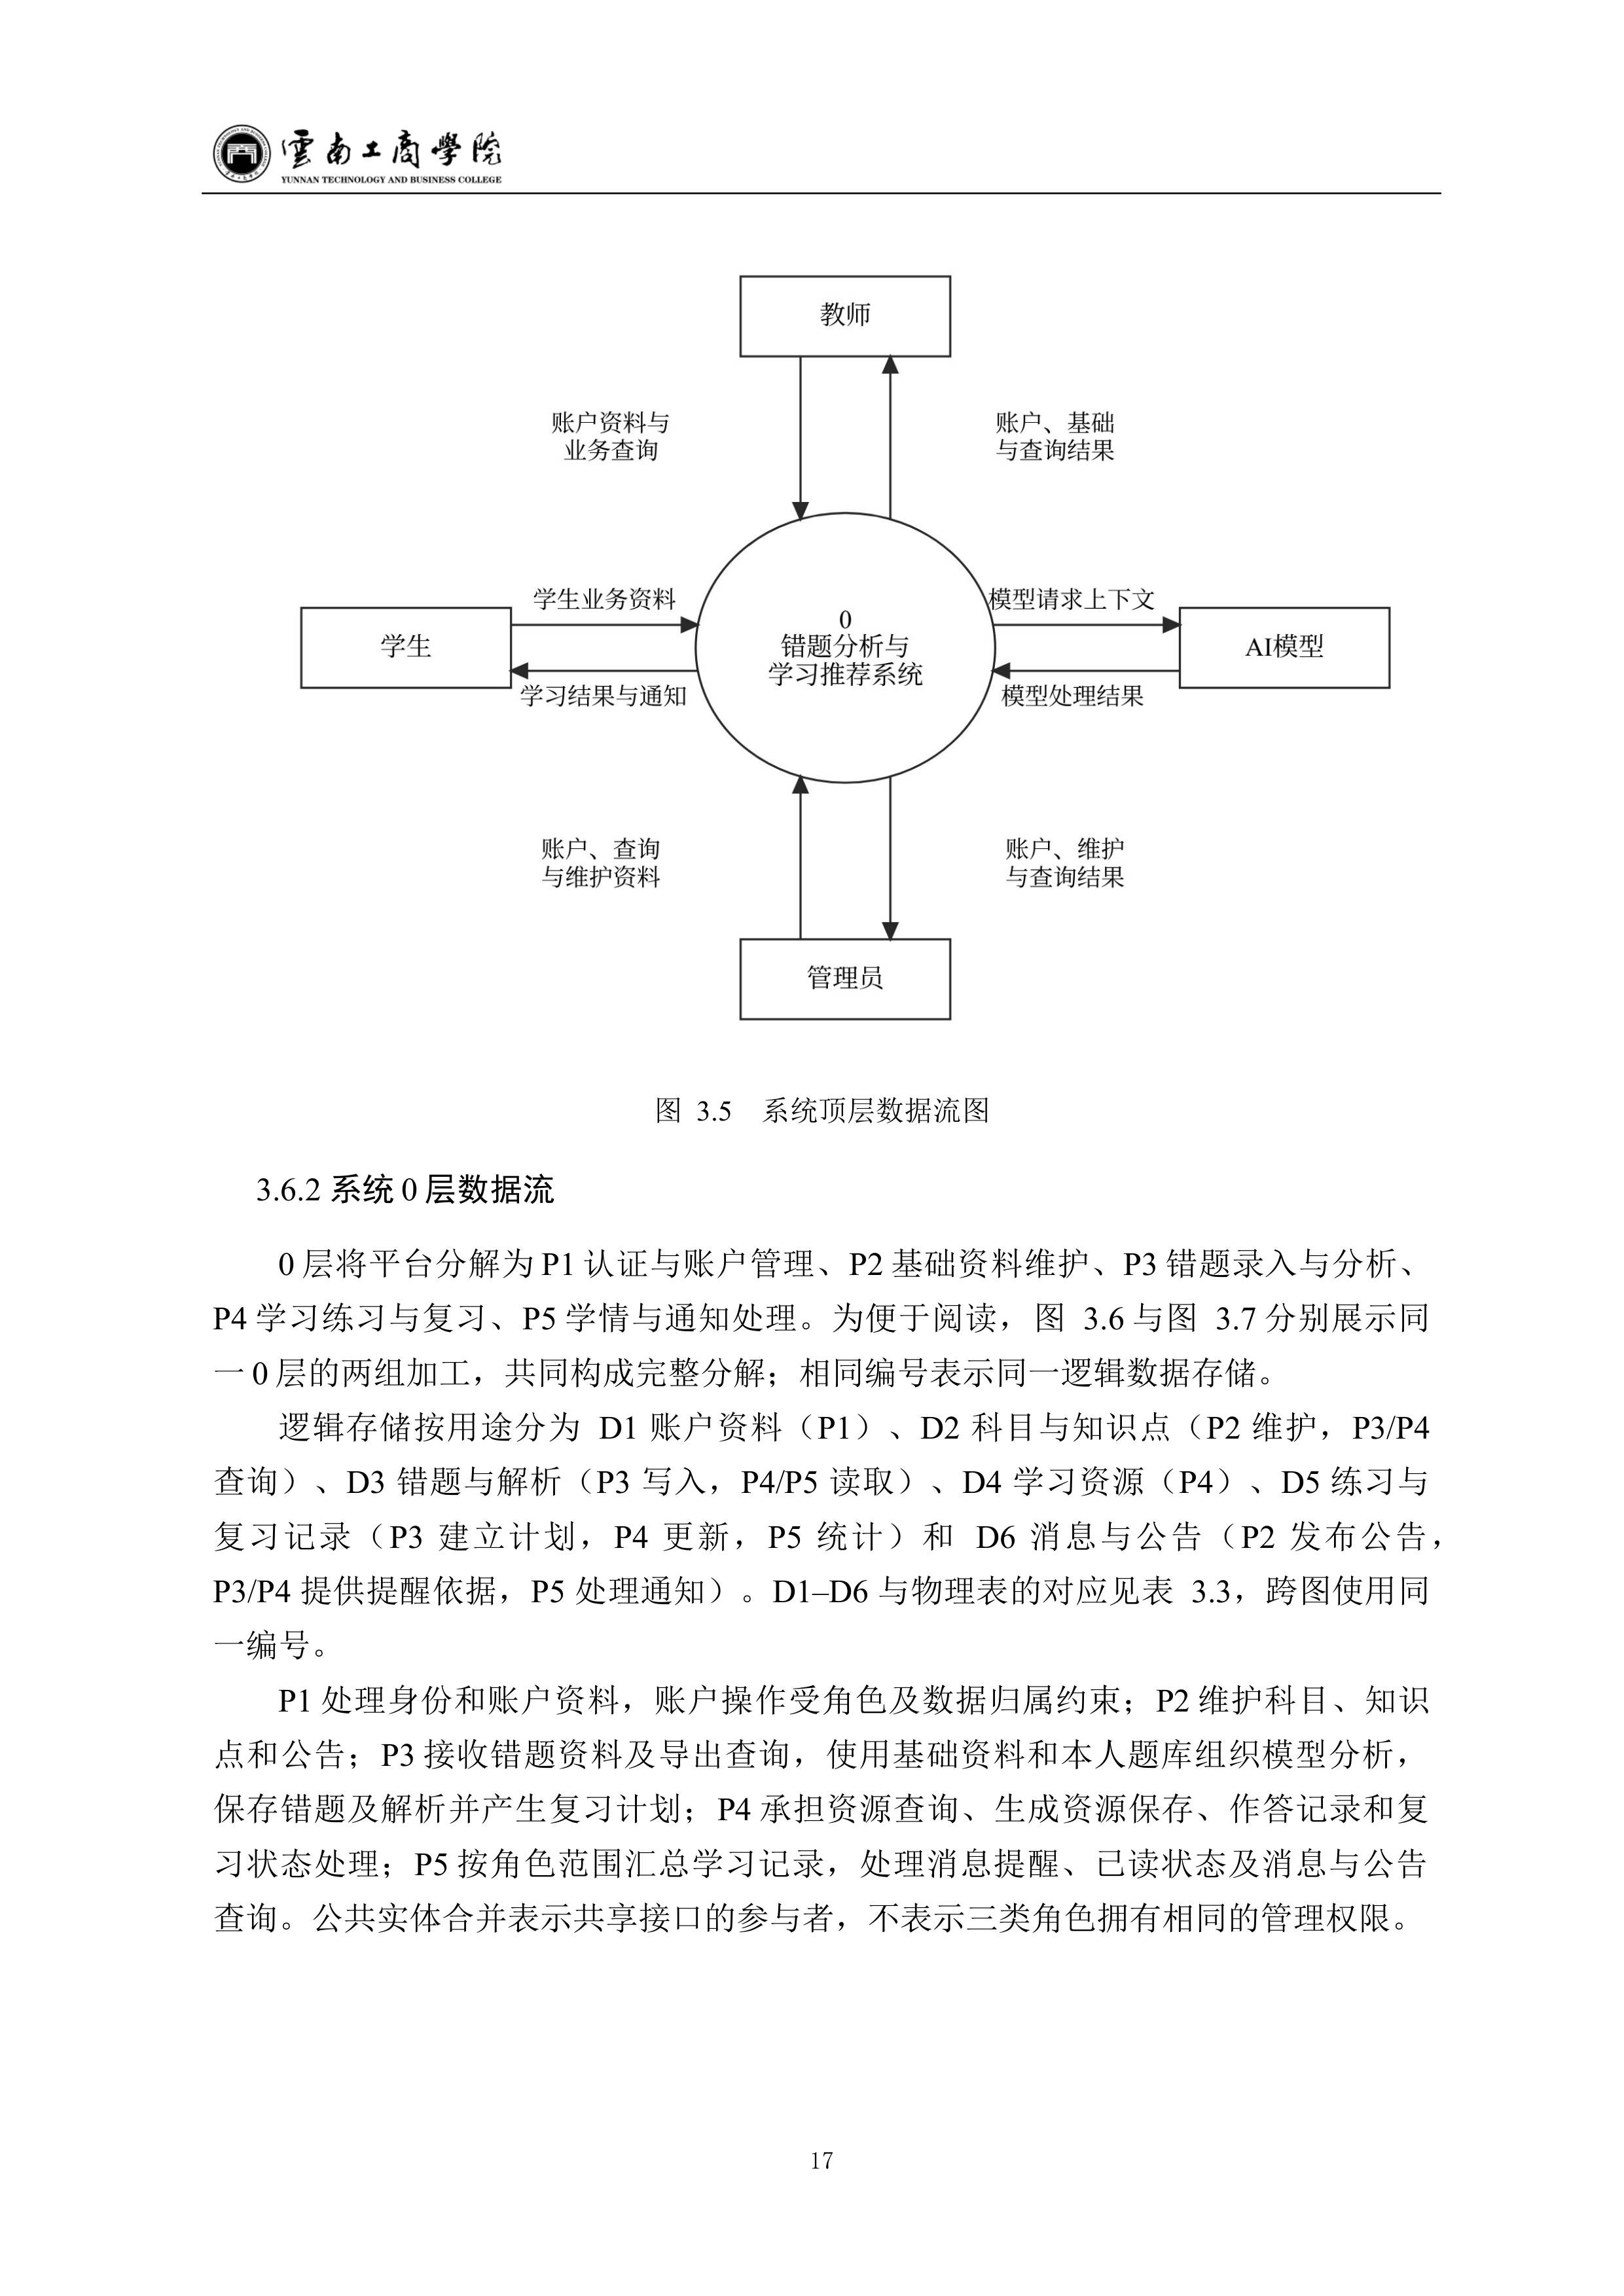 雲南工商學院
YUNNAN TECHNOLOGY AND BUSINESS COLLEGE
教师
账户资料与
业务查询
账户、基础
与查询结果
学生业务资料
模型请求上下文
学生
0
错题分析与
学习推荐系统
AI模型
学习结果与通知
模型处理结果
账户、查询
与维护资料
账户、维护
与查询结果
管理员
图 3.5 系统顶层数据流图
3.6.2 系统 0 层数据流
0 层将平台分解为 P1 认证与账户管理、P2 基础资料维护、P3 错题录入与分析、
P4 学习练习与复习、P5 学情与通知处理。为便于阅读，图 3.6 与图 3.7 分别展示同
一 0 层的两组加工，共同构成完整分解；相同编号表示同一逻辑数据存储。
逻辑存储按用途分为 D1 账户资料（P1）、D2 科目与知识点（P2 维护，P3/P4
查询）、D3 错题与解析（P3 写入，P4/P5 读取）、D4 学习资源（P4）、D5 练习与
复习记录（P3 建立计划，P4 更新，P5 统计）和 D6 消息与公告（P2 发布公告，
P3/P4 提供提醒依据，P5 处理通知）。D1–D6 与物理表的对应见表 3.3，跨图使用同
一编号。
P1 处理身份和账户资料，账户操作受角色及数据归属约束；P2 维护科目、知识
点和公告；P3 接收错题资料及导出查询，使用基础资料和本人题库组织模型分析，
保存错题及解析并产生复习计划；P4 承担资源查询、生成资源保存、作答记录和复
习状态处理；P5 按角色范围汇总学习记录，处理消息提醒、已读状态及消息与公告
查询。公共实体合并表示共享接口的参与者，不表示三类角色拥有相同的管理权限。
17